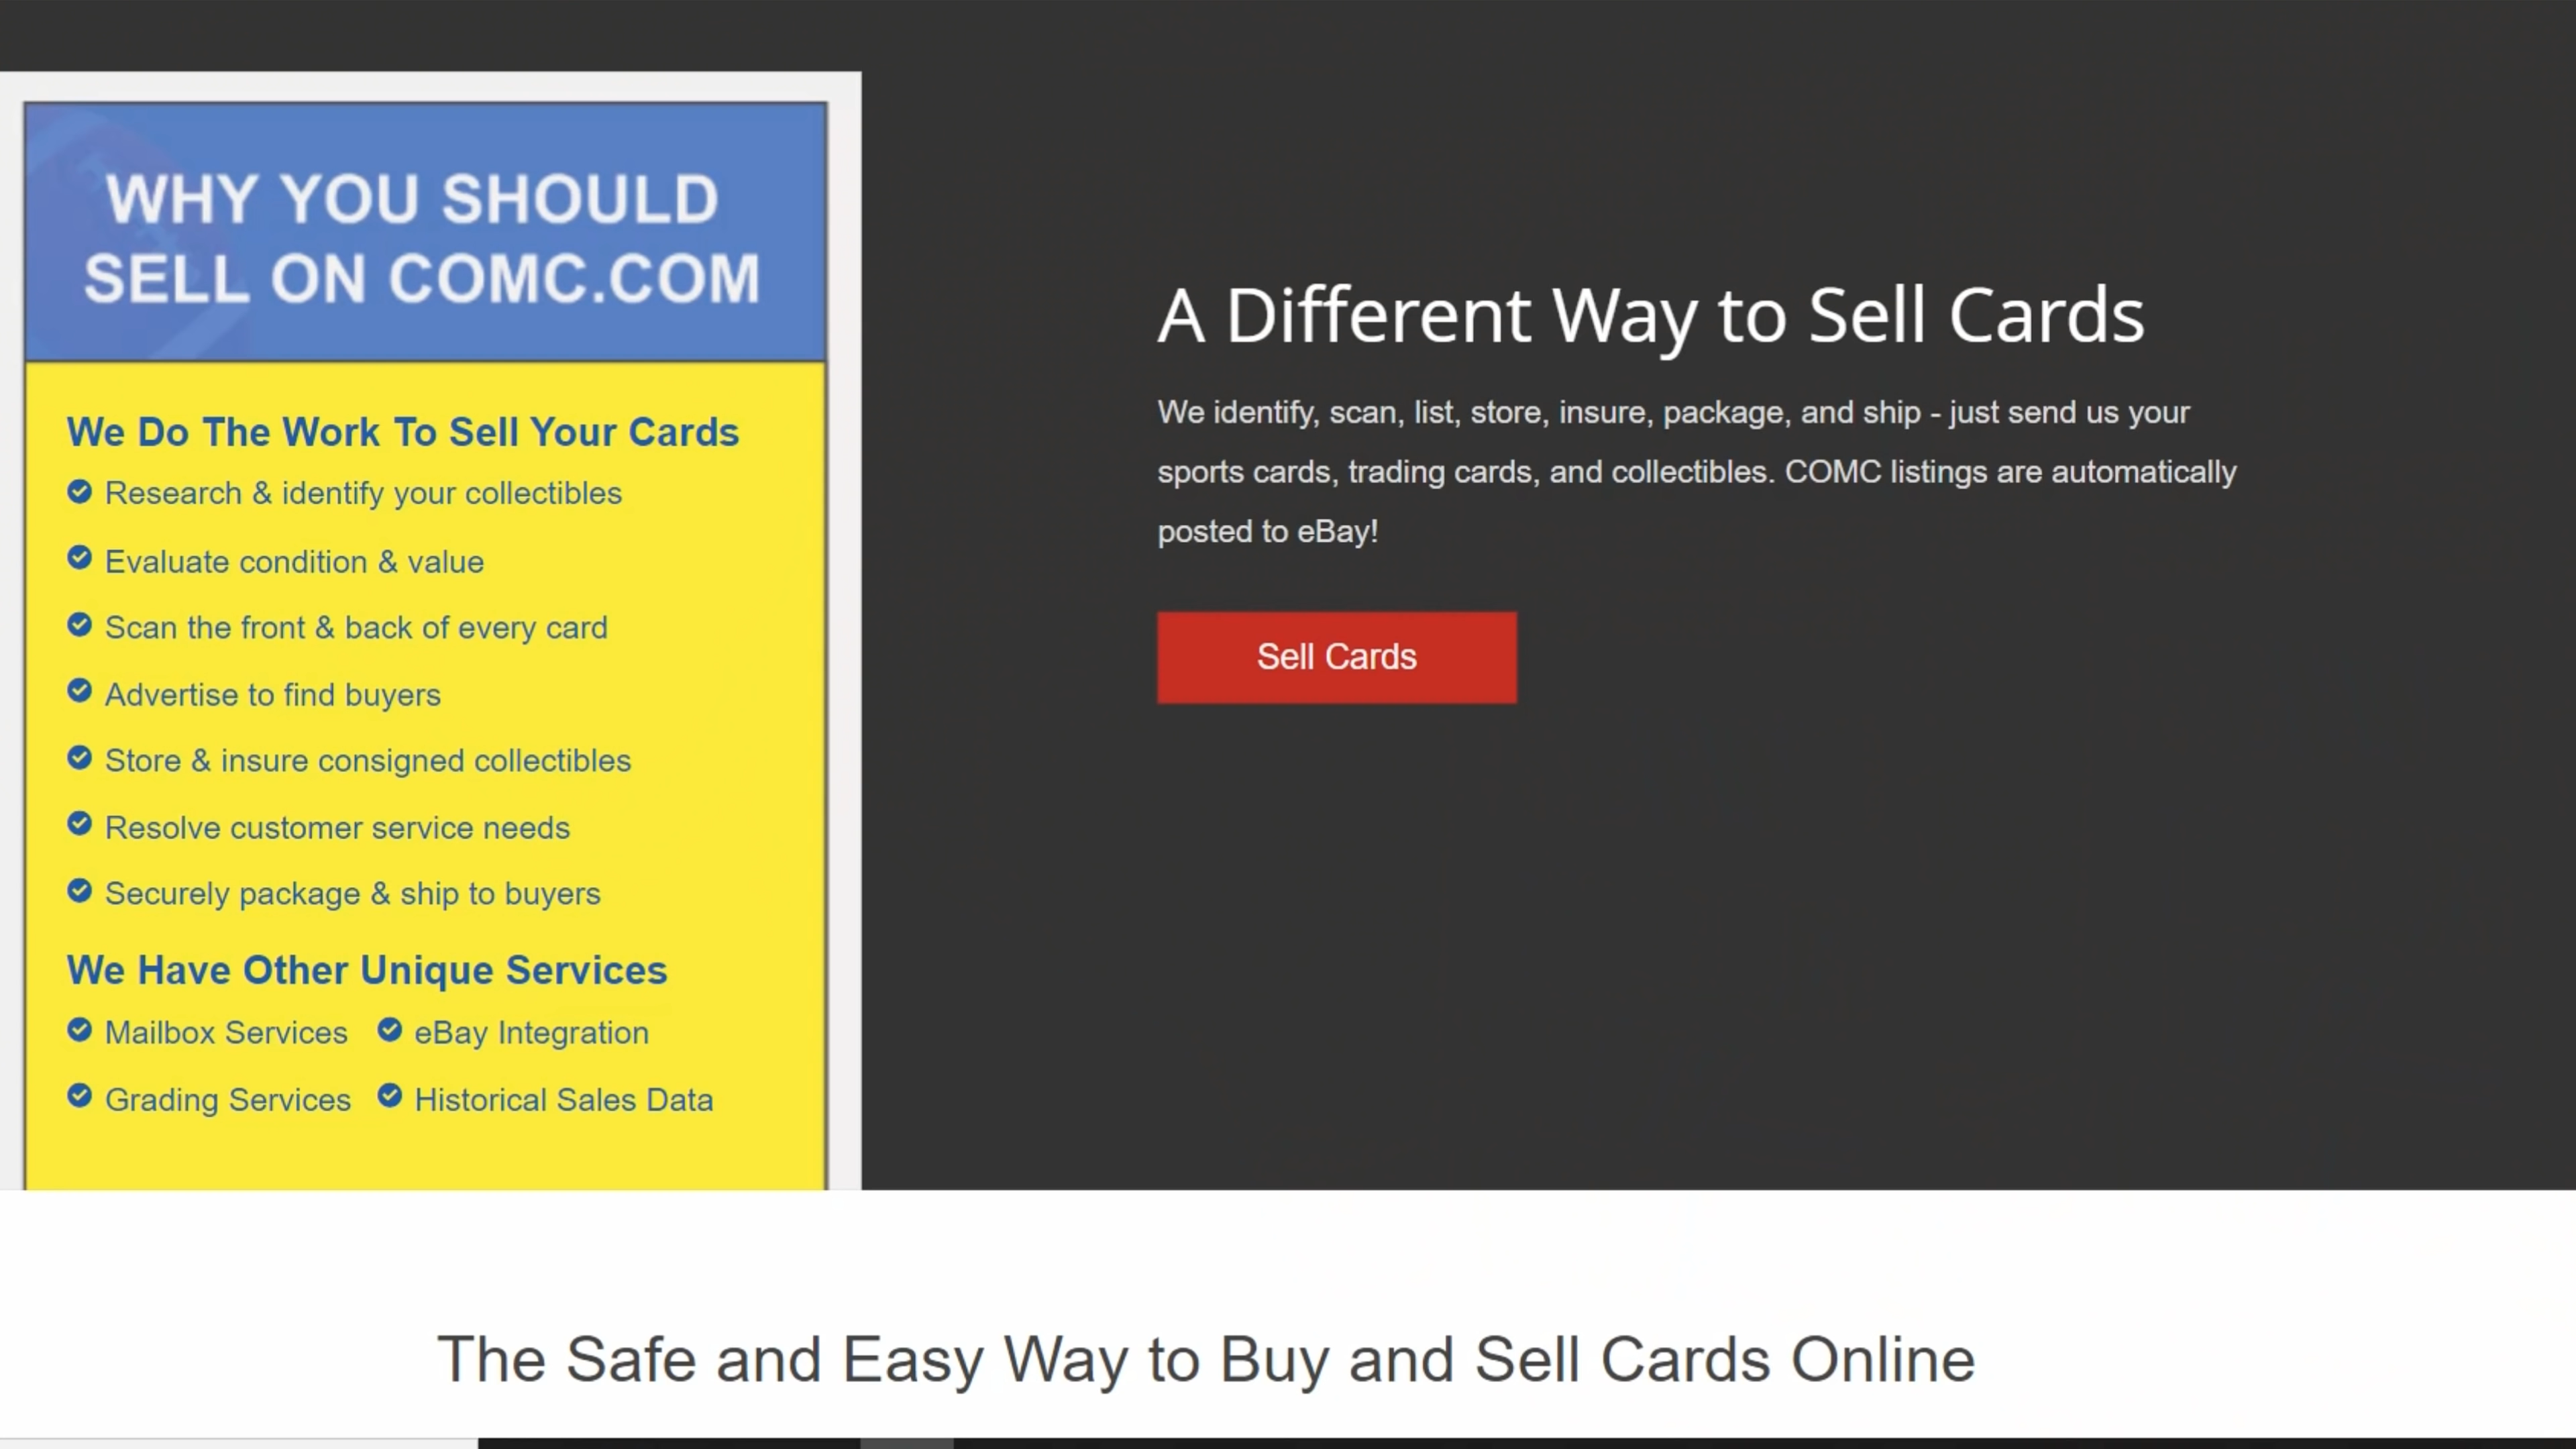 WHY YOU SHOULD
SELL ON COMC.COM
We Do The Work To Sell Your Cards
Research & identify your collectibles
Evaluate condition & value
Scan the front & back of every card
Advertise to find buyers
Store & insure consigned collectibles
Resolve customer service needs
Securely package & ship to buyers
We Have Other Unique Services
Mailbox Services eBay Integration
Grading Services Historical Sales Data
A Different Way to Sell Cards
We identify, scan, list, store, insure, package, and ship - just send us your
sports cards, trading cards, and collectibles. COMC listings are automatically
posted to eBay!
Sell Cards
The Safe and Easy Way to Buy and Sell Cards Online